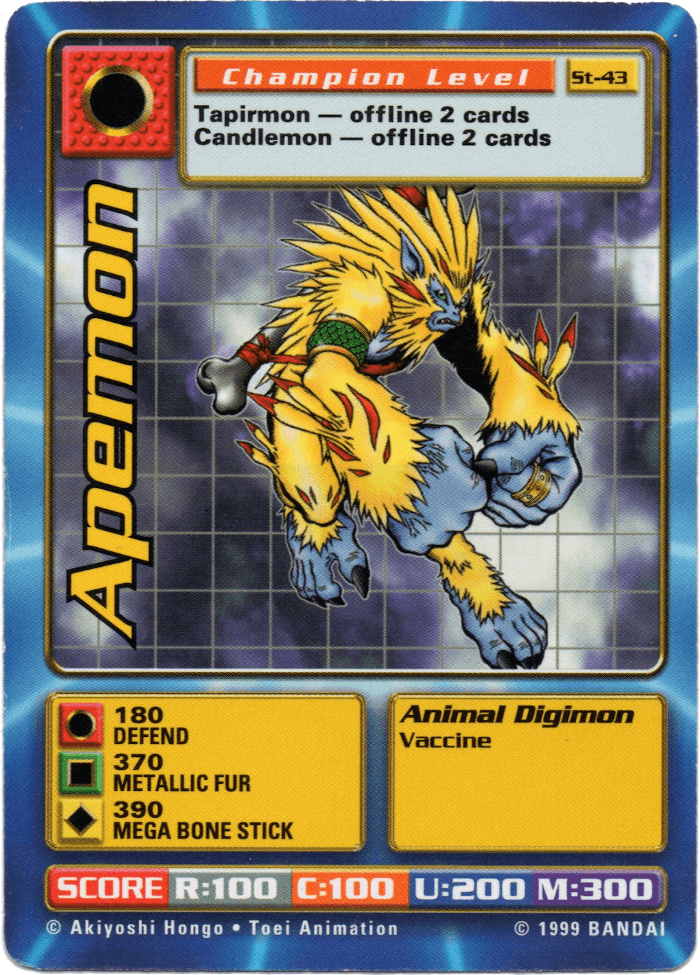 Champion Level
St-43
Tapirmon — offline 2 cards
Candlemon — offline 2 cards
Apemon
180
DEFEND
370
METALLIC FUR
390
MEGA BONE STICK
Animal Digimon
Vaccine
SCORE R:100 C:100 U:200 M:300
© Akiyoshi Hongo • Toei Animation
© 1999 BANDAI